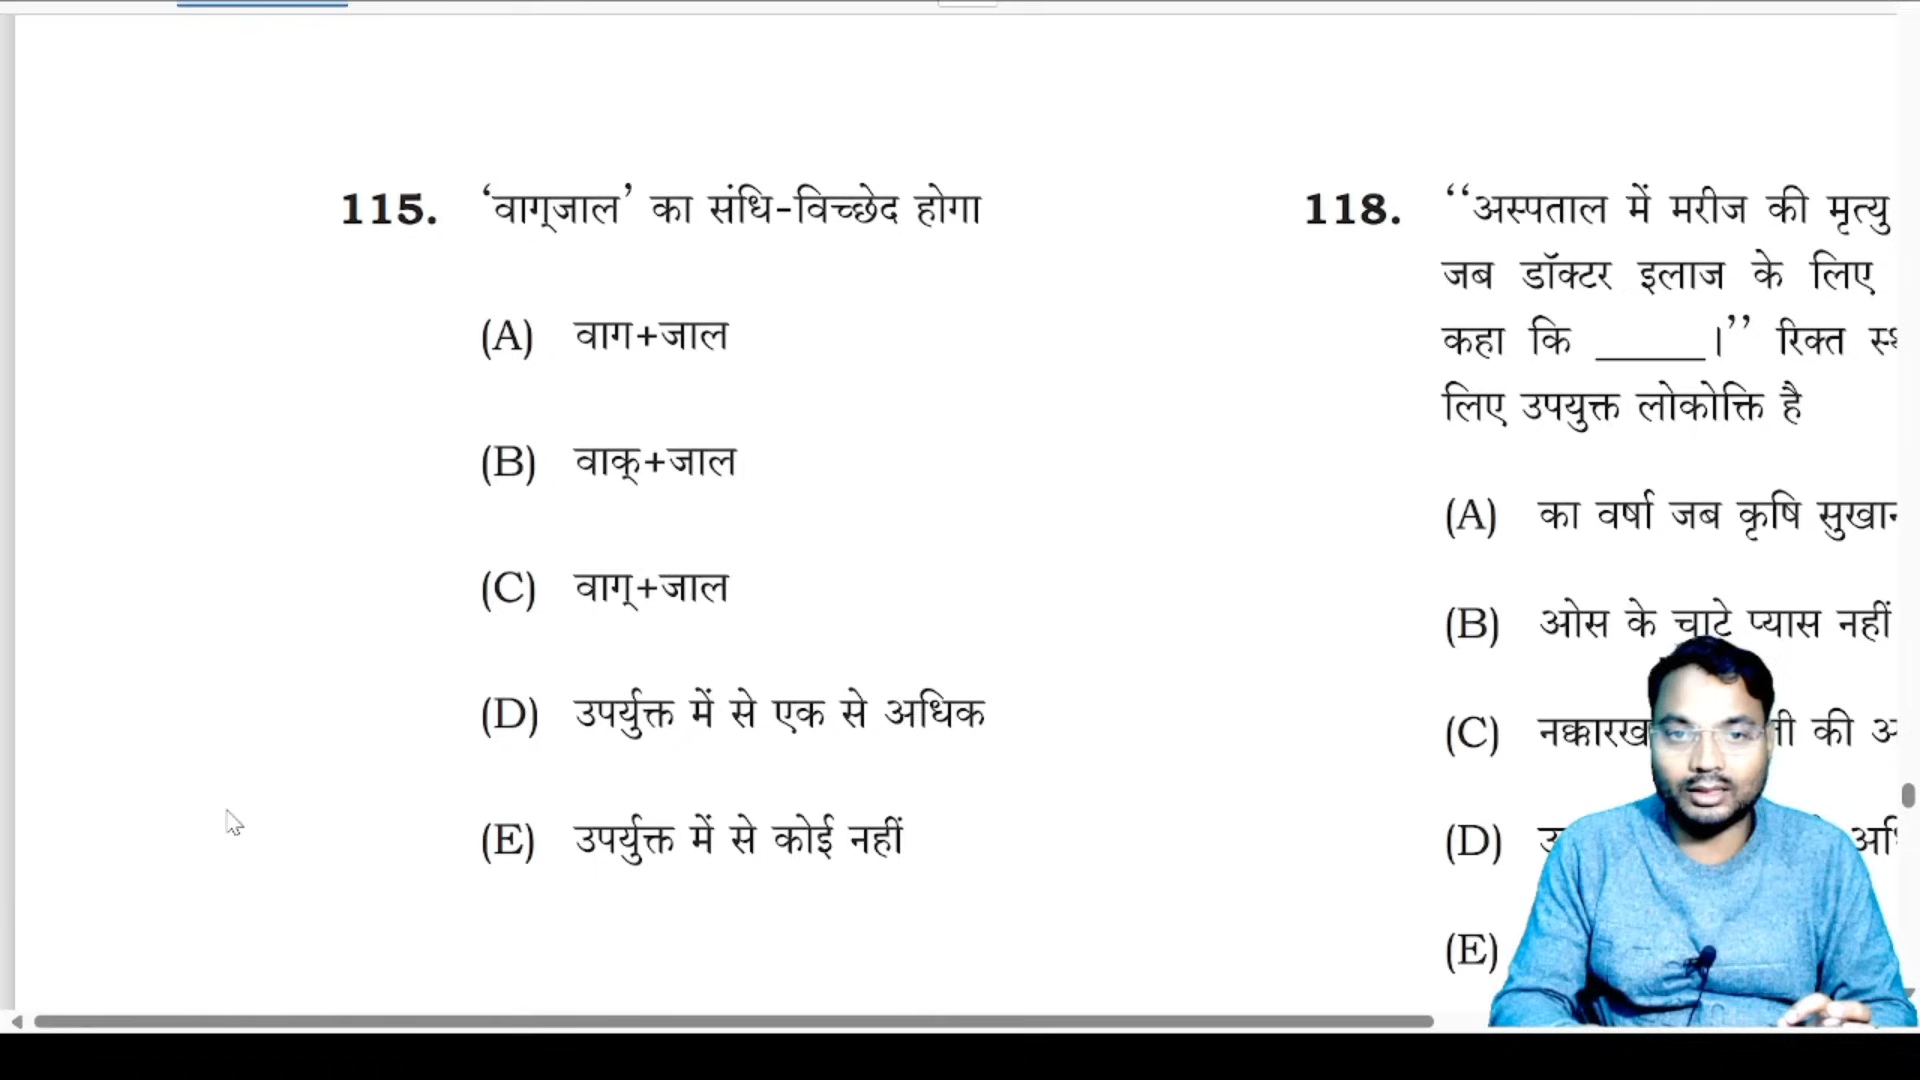 115. ‘वाग्जाल’ का संधि-विच्छेद होगा
(A) वाग+जाल
(B) वाक्+जाल
(C) वाग्+जाल
(D) उपर्युक्त में से एक से अधिक
(E) उपर्युक्त में से कोई नहीं
118. ‘‘अस्पताल में मरीज की मृत्यु
जब डॉक्टर इलाज के लिए
कहा कि _____।’’ रिक्त
लिए उपयुक्त लोकोक्ति है
(A) का वर्षा जब कृषि
(B) ओस के चाटे प्यास नहीं
(C) की
(D)
(E)